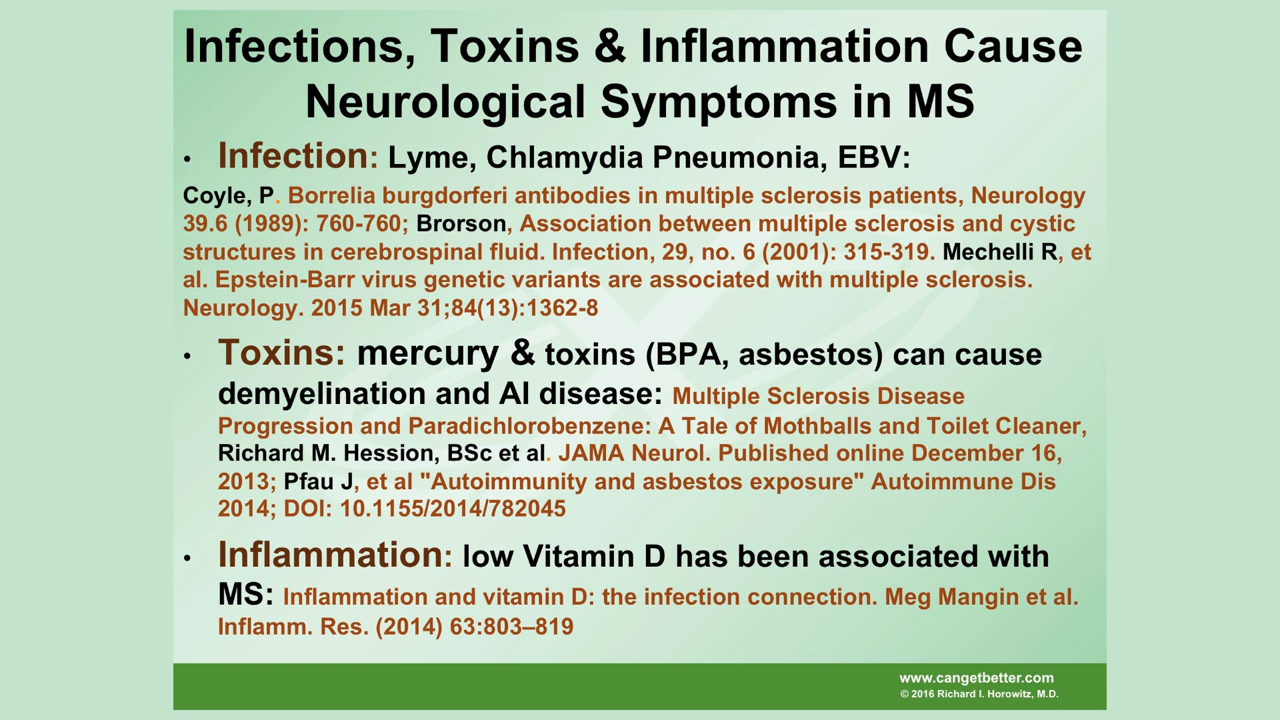 Infections, Toxins & Inflammation Cause
Neurological Symptoms in MS
• Infection: Lyme, Chlamydia Pneumonia, EBV:
Coyle, P. Borrelia burgdorferi antibodies in multiple sclerosis patients, Neurology
39.6 (1989): 760-760; Brorson, Association between multiple sclerosis and cystic
structures in cerebrospinal fluid. Infection, 29, no. 6 (2001): 315-319. Mechelli R, et
al. Epstein-Barr virus genetic variants are associated with multiple sclerosis.
Neurology. 2015 Mar 31;84(13):1362-8
• Toxins: mercury & toxins (BPA, asbestos) can cause
demyelination and AI disease: Multiple Sclerosis Disease
Progression and Paradichlorobenzene: A Tale of Mothballs and Toilet Cleaner,
Richard M. Hession, BSc et al. JAMA Neurol. Published online December 16,
2013; Pfau J, et al "Autoimmunity and asbestos exposure" Autoimmune Dis
2014; DOI: 10.1155/2014/782045
• Inflammation: low Vitamin D has been associated with
MS: Inflammation and vitamin D: the infection connection. Meg Mangin et al.
Inflamm. Res. (2014) 63:803–819
www.cangetbetter.com
© 2016 Richard I. Horowitz, M.D.